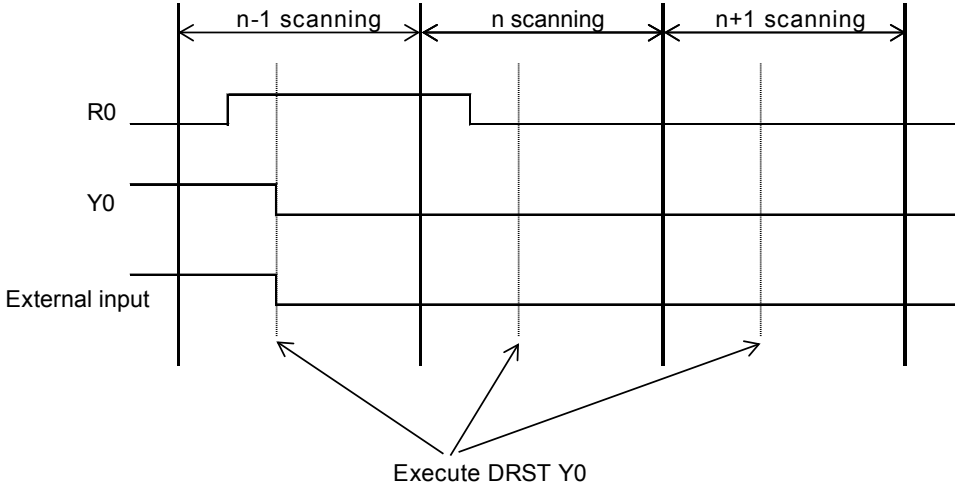 n-1 scanning
n scanning
n+1 scanning
R0
Y0
External input
Execute DRST Y0